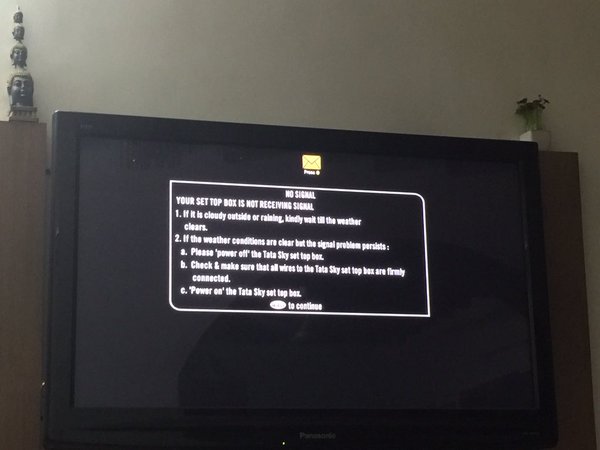 Press
NO SIGNAL
YOUR SET TOP BOX IS NOT RECEIVING SIGNAL
1. If it is cloudy outside or raining, kindly wait till the weather
clears.
2. If the weather conditions are clear but the signal problem persists :
a. Please 'power off' the Tata Sky set top box.
b. Check & make sure that all wires to the Tata Sky set top box are firmly
connected.
c. 'Power on' the Tata Sky set top box.
to continue
Panasonic